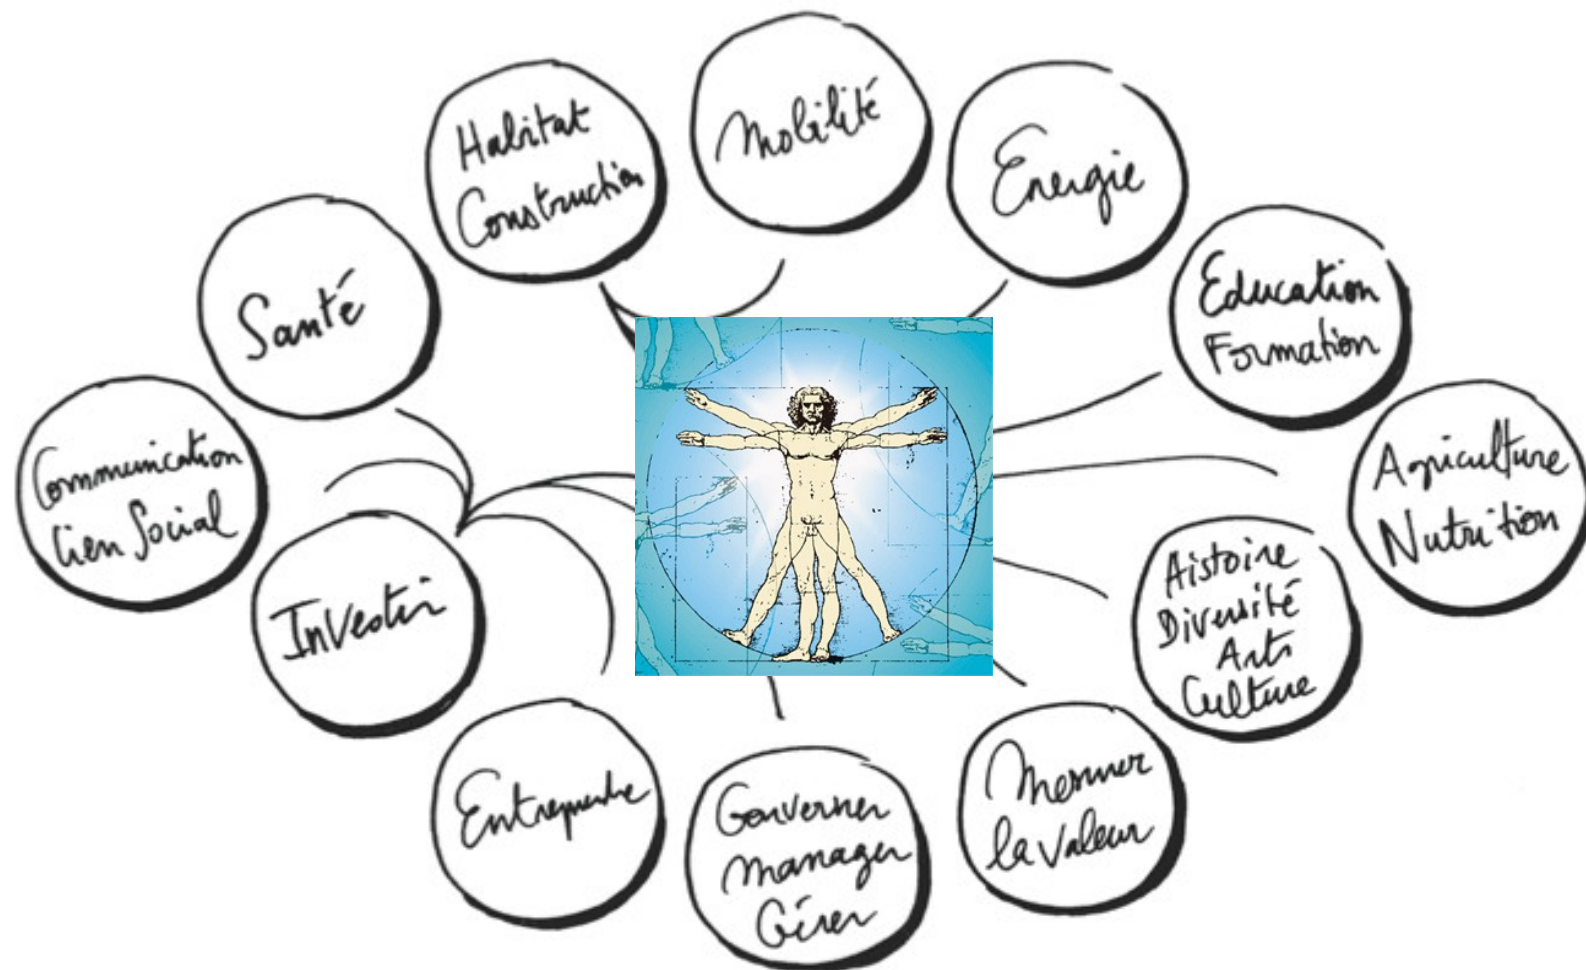 Mobilité
Habitat
Construction
Energie
Santé
Education
Formation
Communication
Lien Social
Agriculture
Nutrition
Investir
Histoire
Diversité
Arts
Culture
Entreprendre
Gouverner
manager
Gérer
Mesurer
la Valeur